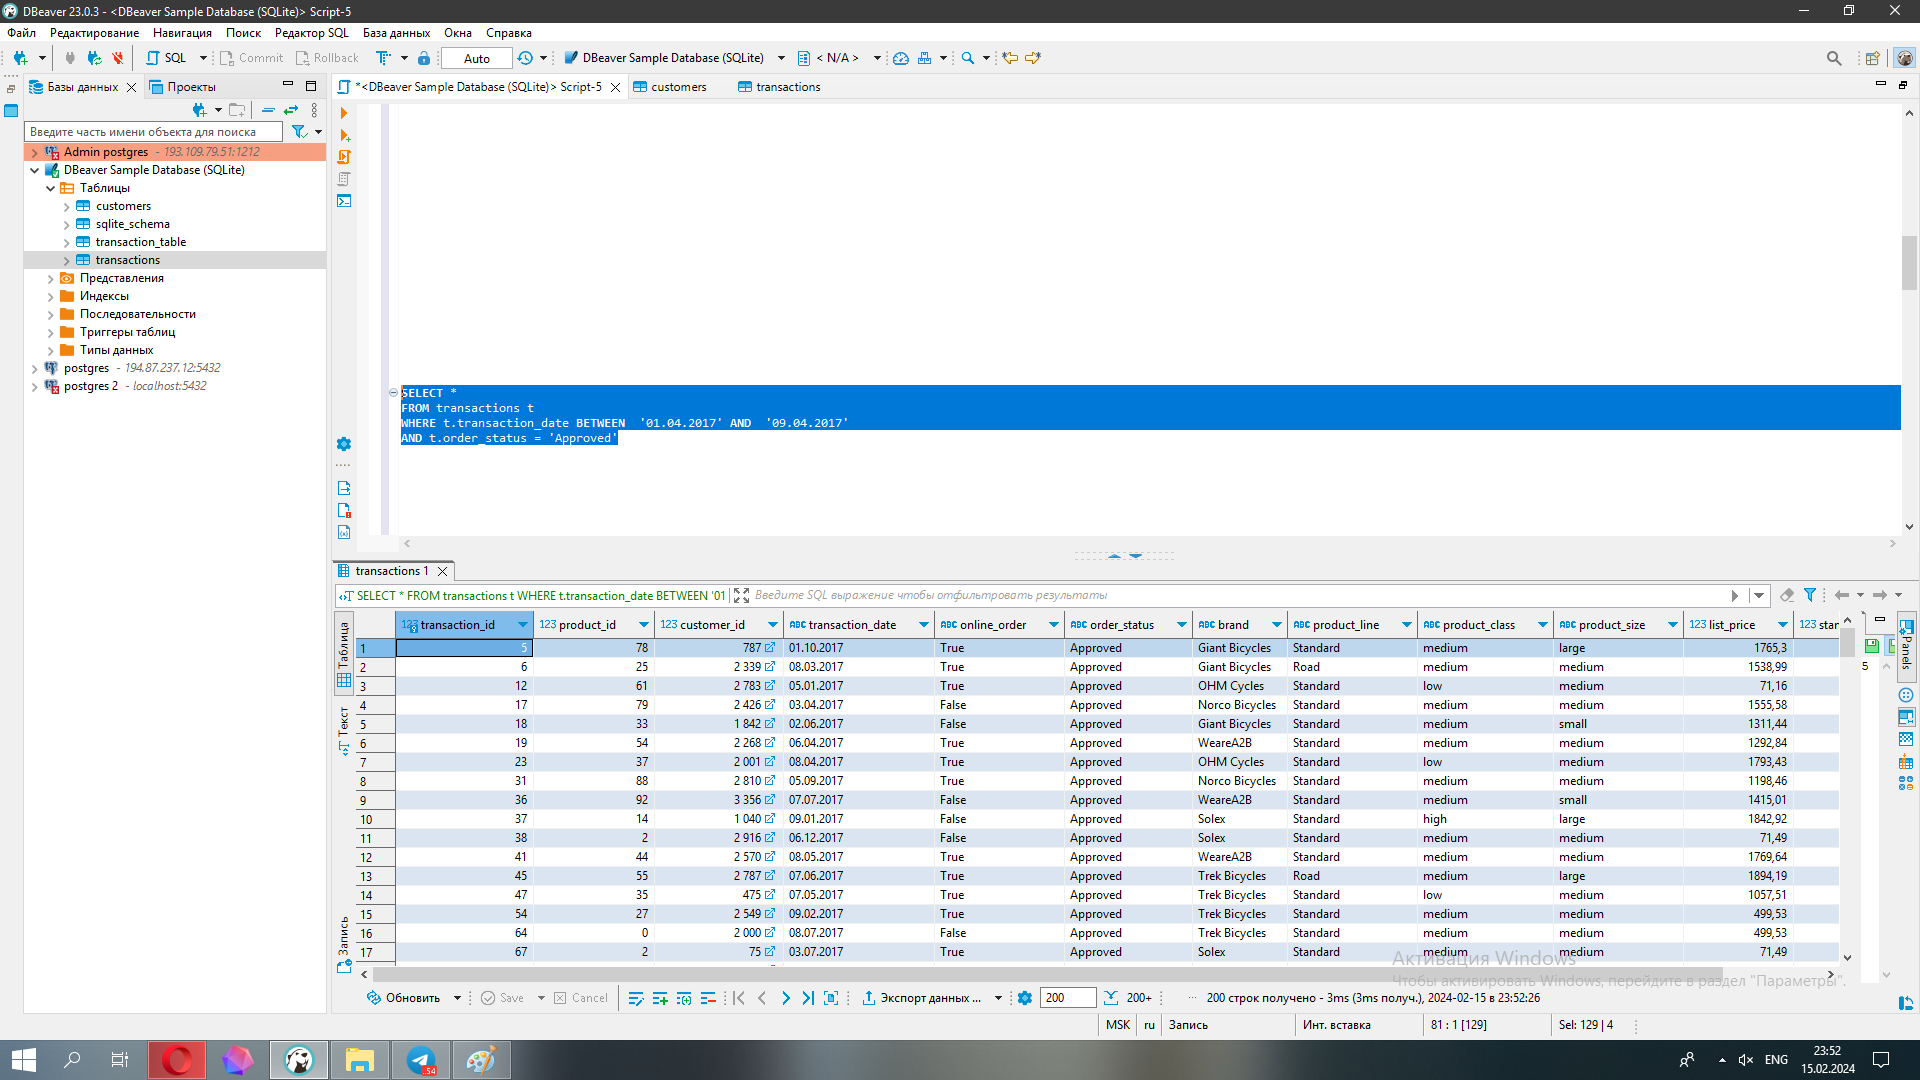 DBeaver 23.0.3 - <DBeaver Sample Database (SQLite)> Script-5
Файл Редактирование Навигация Поиск Редактор SQL База данных Окна Справка
SQL Commit Rollback Auto DBeaver Sample Database (SQLite) < N/A >
Базы данных Проекты
*<DBeaver Sample Database (SQLite)> Script-5 customers transactions
Введите часть имени объекта для поиска
Admin postgres - 193.109.79.51:1212
DBeaver Sample Database (SQLite)
Таблицы
customers
sqlite_schema
transaction_table
transactions
Представления
Индексы
Последовательности
Триггеры таблиц
Типы данных
postgres - 194.87.237.12:5432
postgres 2 - localhost:5432
SELECT *
FROM transactions t
WHERE t.transaction_date BETWEEN '01.04.2017' AND '09.04.2017'
AND t.order_status = 'Approved'
transactions 1
SELECT * FROM transactions t WHERE t.transaction_date BETWEEN '01 Введите SQL выражение чтобы отфильтровать результаты
Таблица
Текст
Запись
Panels
123 transaction_id 123 product_id 123 customer_id ABC transaction_date ABC online_order ABC order_status ABC brand ABC product_line ABC product_class ABC product_size 123 list_price 123 stan
1 5 78 787 01.10.2017 True Approved Giant Bicycles Standard medium large 1765,3
2 6 25 2 339 08.03.2017 True Approved Giant Bicycles Road medium medium 1538,99
3 12 61 2 783 05.01.2017 True Approved OHM Cycles Standard low medium 71,16
4 17 79 2 426 03.04.2017 False Approved Norco Bicycles Standard medium medium 1555,58
5 18 33 1 842 02.06.2017 False Approved Giant Bicycles Standard medium small 1311,44
6 19 54 2 268 06.04.2017 True Approved WeareA2B Standard medium medium 1292,84
7 23 37 2 001 08.04.2017 True Approved OHM Cycles Standard low medium 1793,43
8 31 88 2 810 05.09.2017 True Approved Norco Bicycles Standard medium medium 1198,46
9 36 92 3 356 07.07.2017 False Approved WeareA2B Standard medium small 1415,01
10 37 14 1 040 09.01.2017 False Approved Solex Standard high large 1842,92
11 38 2 2 916 06.12.2017 False Approved Solex Standard medium medium 71,49
12 41 44 2 570 08.05.2017 True Approved WeareA2B Standard medium medium 1769,64
13 45 55 2 787 07.06.2017 True Approved Trek Bicycles Road medium large 1894,19
14 47 35 475 07.05.2017 True Approved Trek Bicycles Standard low medium 1057,51
15 54 27 2 549 09.02.2017 True Approved Trek Bicycles Standard medium medium 499,53
16 64 0 2 000 08.07.2017 False Approved Trek Bicycles Standard medium medium 499,53
17 67 2 75 03.07.2017 True Approved Solex Standard medium medium 71,49
5
Активация Windows
Чтобы активировать Windows, перейдите в раздел "Параметры".
Обновить Save Cancel Экспорт данных ... 200 200+ 200 строк получено - 3ms (3ms получ.), 2024-02-15 в 23:52:26
MSK ru Запись Инт. вставка 81 : 1 [129] Sel: 129 | 4
54
ENG
23:52
15.02.2024